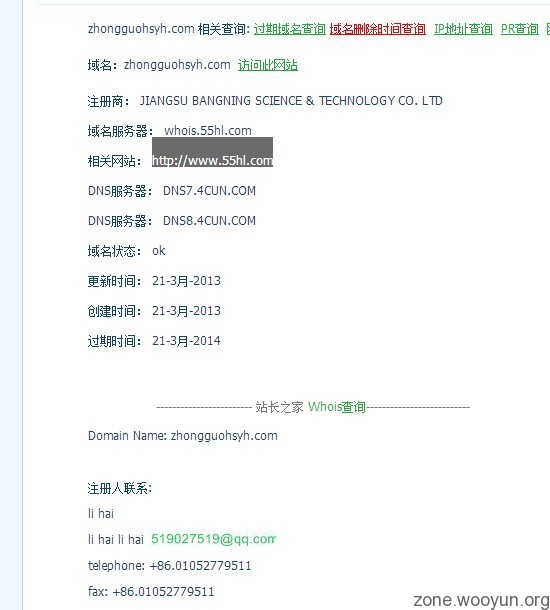 zhongguohsyh.com 相关查询: 过期域名查询 域名删除时间查询 IP地址查询 PR查询
域名：zhongguohsyh.com 访问此网站
注册商： JIANGSU BANGNING SCIENCE & TECHNOLOGY CO. LTD
域名服务器： whois.55hl.com
相关网站： http://www.55hl.com
DNS服务器： DNS7.4CUN.COM
DNS服务器： DNS8.4CUN.COM
域名状态： ok
更新时间： 21-3月-2013
创建时间： 21-3月-2013
过期时间： 21-3月-2014
------------------------ 站长之家 Whois查询--------------------------
Domain Name: zhongguohsyh.com
注册人联系:
li hai
li hai li hai 519027519@qq.com
telephone: +86.01052779511
fax: +86.01052779511
zone.wooyun.org